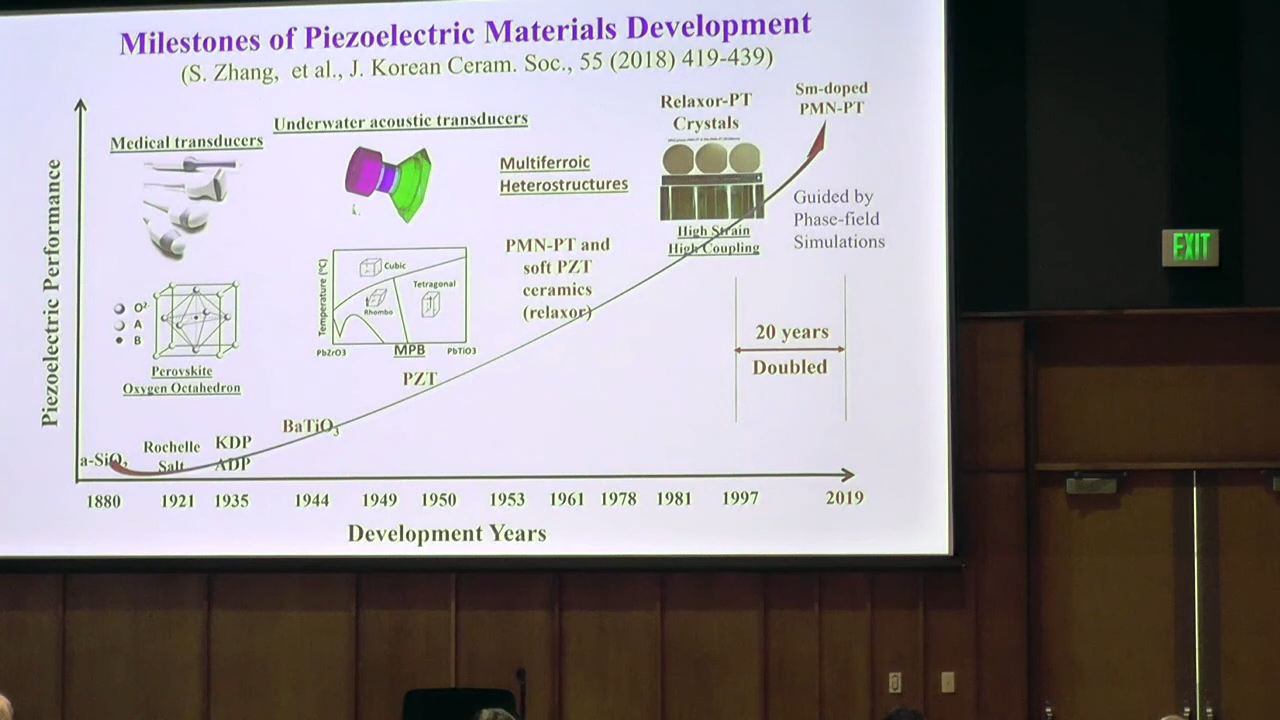 Milestones of Piezoelectric Materials Development
(S. Zhang, et al., J. Korean Ceram. Soc., 55 (2018) 419-439)
Piezoelectric Performance
Medical transducers
Underwater acoustic transducers
Multiferroic
Heterostructures
Relaxor-PT
Crystals
High Strain
High Coupling
Sm-doped
PMN-PT
Guided by
Phase-field
Simulations
O²⁻
A
B
Perovskite
Oxygen Octahedron
Temperature (°C)
Cubic
Tetragonal
Rhombo
PbZrO3
MPB
PbTiO3
PMN-PT and
soft PZT
ceramics
(relaxor)
20 years
Doubled
PZT
BaTiO₃
a-SiO₂
Rochelle
Salt
KDP
ADP
1880 1921 1935 1944 1949 1950 1953 1961 1978 1981 1997 2019
Development Years
EXIT